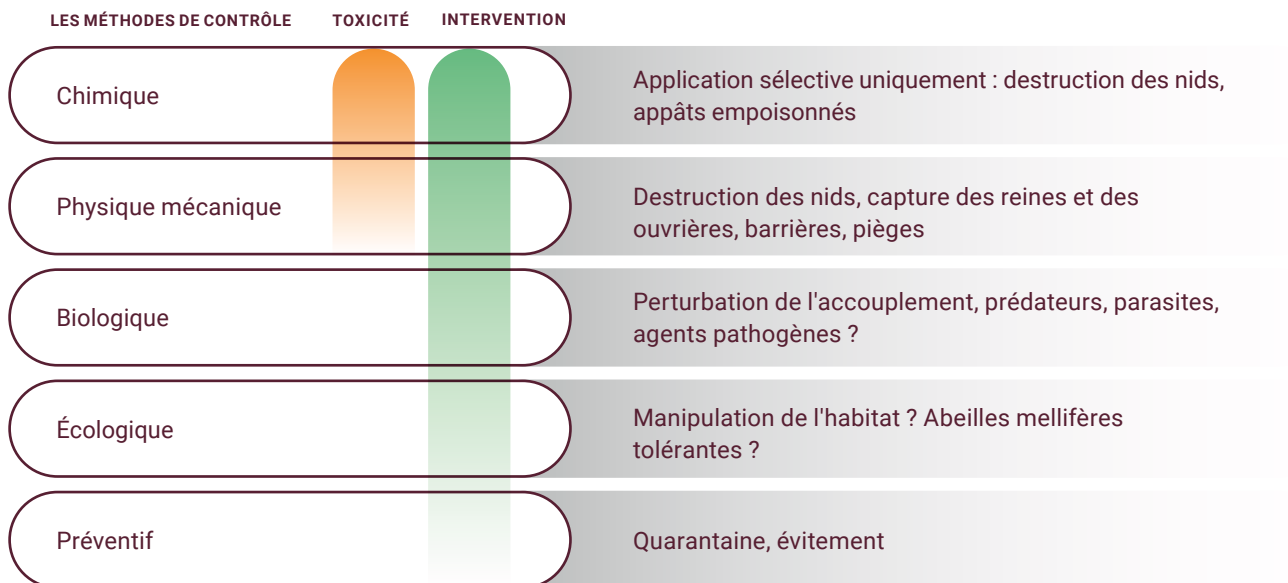 LES MÉTHODES DE CONTRÔLE TOXICITÉ INTERVENTION
Chimique
Application sélective uniquement : destruction des nids,
appâts empoisonnés
Physique mécanique
Destruction des nids, capture des reines et des
ouvrières, barrières, pièges
Biologique
Perturbation de l'accouplement, prédateurs, parasites,
agents pathogènes ?
Écologique
Manipulation de l'habitat ? Abeilles mellifères
tolérantes ?
Préventif
Quarantaine, évitement